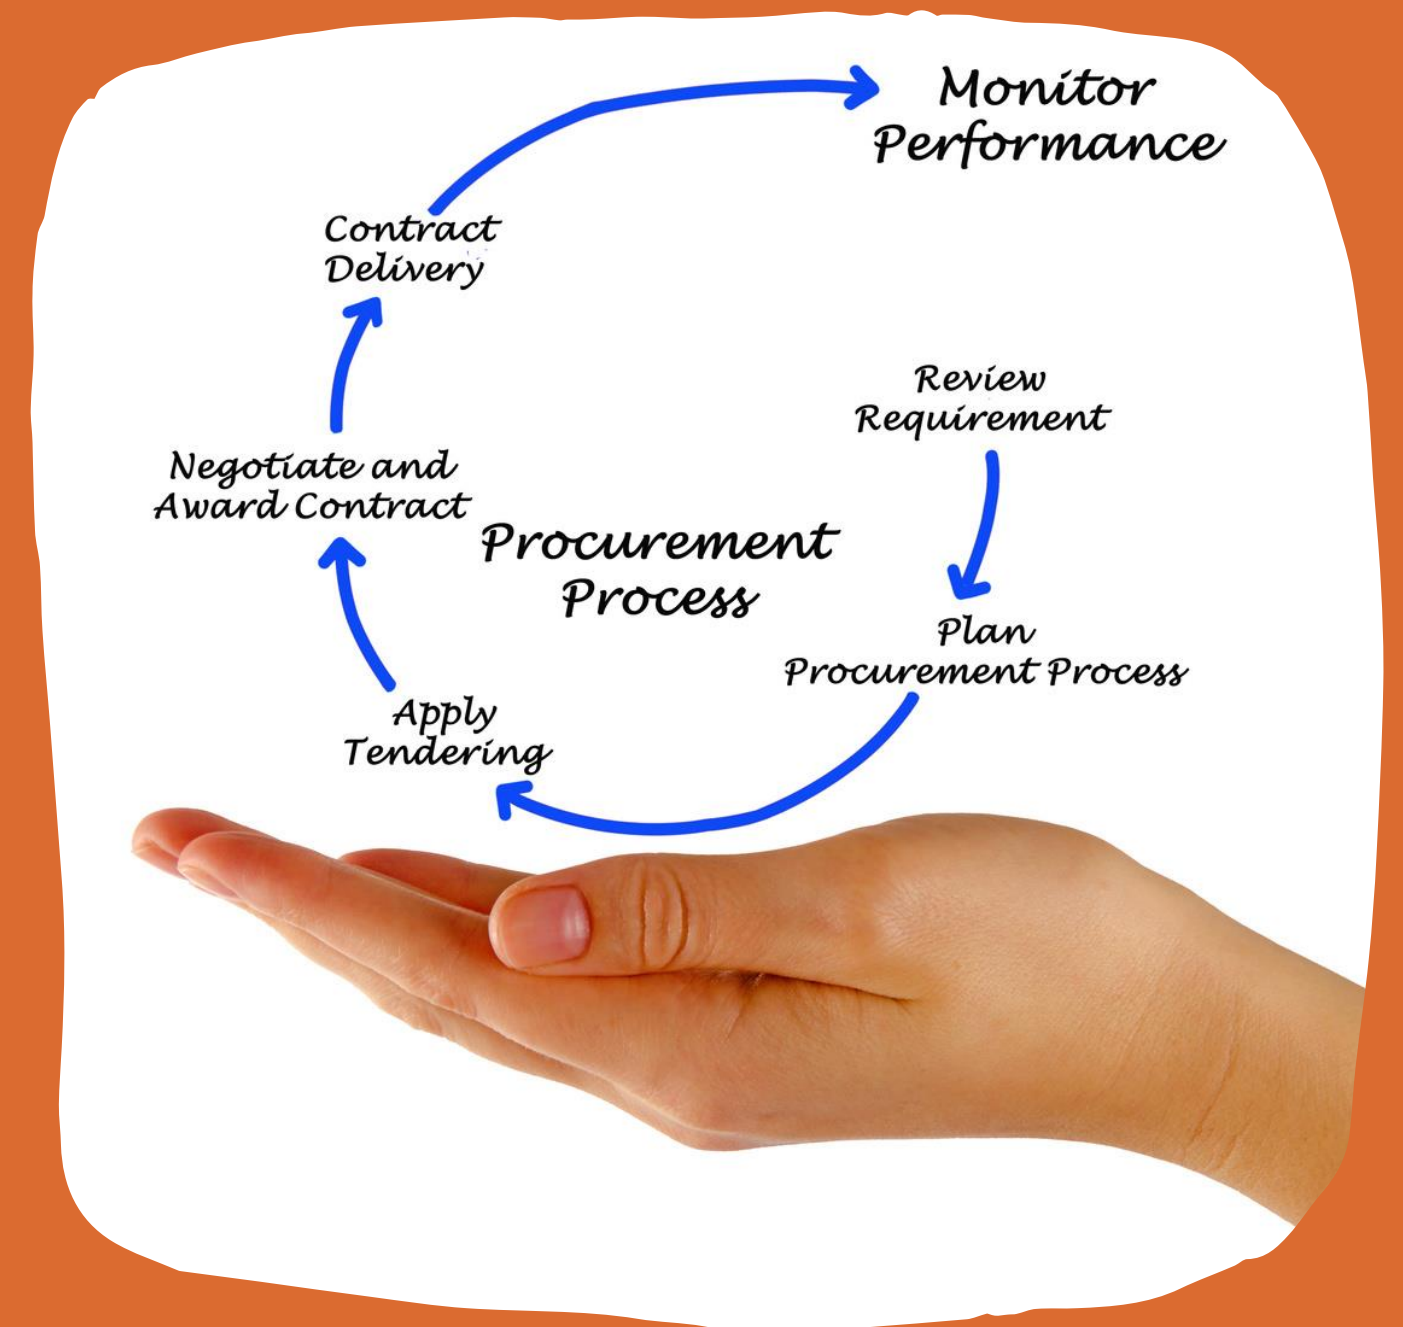 Monitor
Performance
Contract
Delivery
Review
Requirement
Negotiate and
Award Contract
Procurement
Process
Plan
Procurement Process
Apply
Tendering